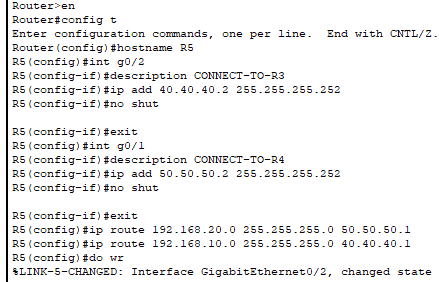 Router>en
Router#config t
Enter configuration commands, one per line.  End with CNTL/Z.
Router(config)#hostname R5
R5(config)#int g0/2
R5(config-if)#description CONNECT-TO-R3
R5(config-if)#ip add 40.40.40.2 255.255.255.252
R5(config-if)#no shut
R5(config-if)#exit
R5(config)#int g0/1
R5(config-if)#description CONNECT-TO-R4
R5(config-if)#ip add 50.50.50.2 255.255.255.252
R5(config-if)#no shut
R5(config-if)#exit
R5(config)#ip route 192.168.20.0 255.255.255.0 50.50.50.1
R5(config)#ip route 192.168.10.0 255.255.255.0 40.40.40.1
R5(config)#do wr
%LINK-5-CHANGED: Interface GigabitEthernet0/2, changed state